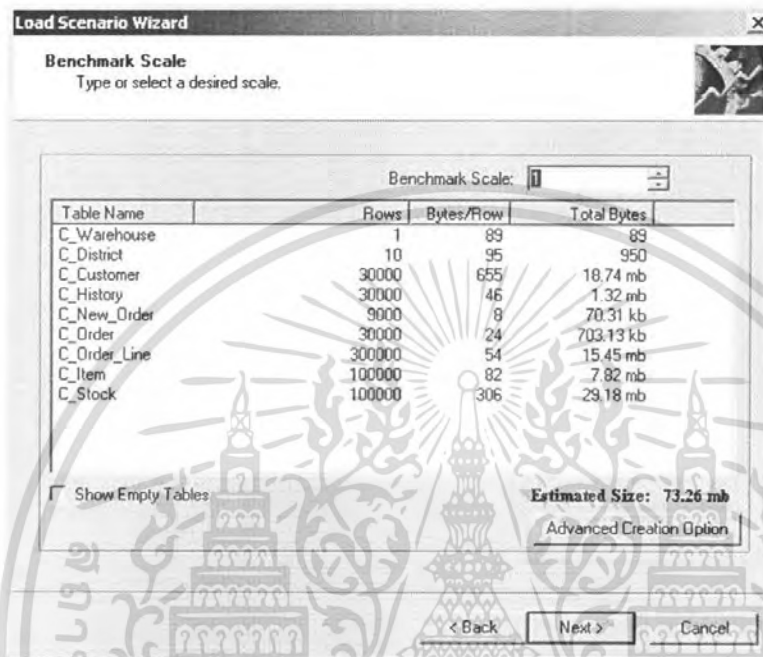 Load Scenario Wizard
Benchmark Scale
Type or select a desired scale.
Benchmark Scale: 1
Table Name Rows Bytes/Row Total Bytes
C_Warehouse 1 89 89
C_District 10 95 950
C_Customer 30000 655 18.74 mb
C_History 30000 46 1.32 mb
C_New_Order 9000 8 70.31 kb
C_Order 30000 24 703.13 kb
C_Order_Line 300000 54 15.45 mb
C_Item 100000 82 7.82 mb
C_Stock 100000 306 29.18 mb
Show Empty Tables
Estimated Size: 73.26 mb
Advanced Creation Option
< Back Next > Cancel